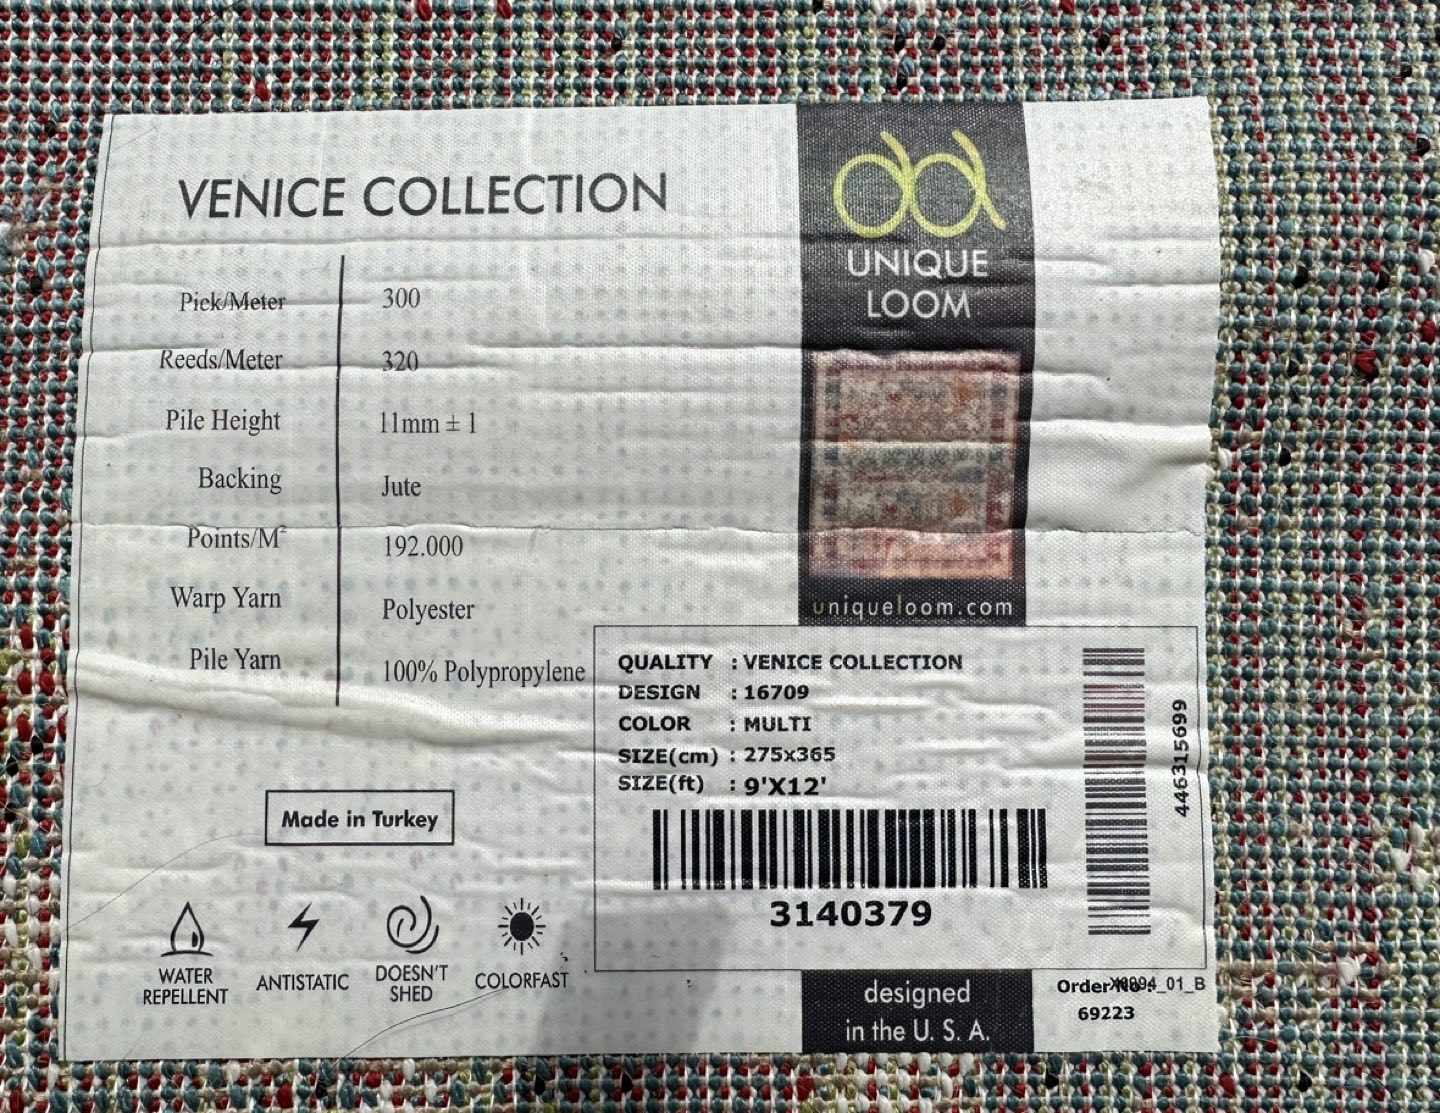 VENICE COLLECTION
Pick/Meter 300
Reeds/Meter 320
Pile Height 11mm ± 1
Backing Jute
Points/M² 192.000
Warp Yarn Polyester
Pile Yarn 100% Polypropylene
Made in Turkey
WATER REPELLENT
ANTISTATIC
DOESN'T SHED
COLORFAST
UNIQUE
LOOM
uniqueloom.com
QUALITY : VENICE COLLECTION
DESIGN : 16709
COLOR : MULTI
SIZE(cm) : 275x365
SIZE(ft) : 9'X12'
3140379
446315699
designed
in the U. S. A.
Order No :
69223